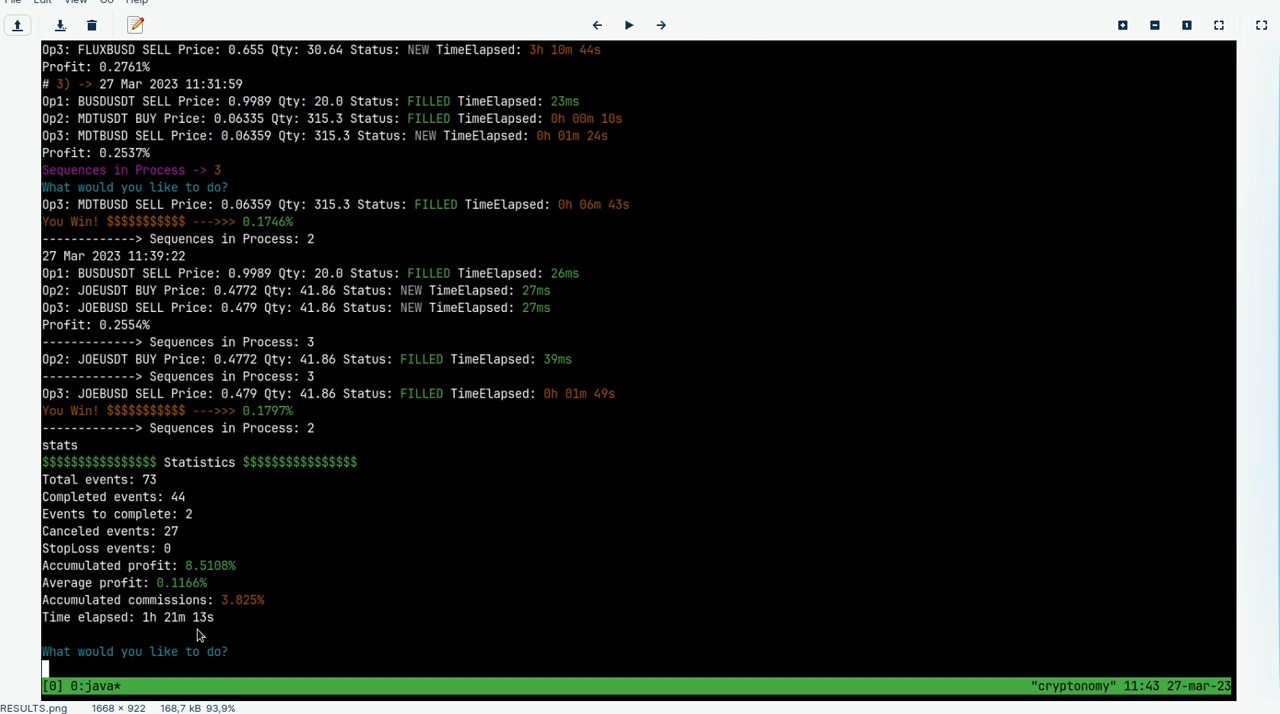 File Edit View Go Help
Op3: FLUXBUSD SELL Price: 0.655 Qty: 30.64 Status: NEW TimeElapsed: 3h 10m 44s
Profit: 0.2761%
# 3) -> 27 Mar 2023 11:31:59
Op1: BUSDUSDT SELL Price: 0.9989 Qty: 20.0 Status: FILLED TimeElapsed: 23ms
Op2: MDTUSDT BUY Price: 0.06335 Qty: 315.3 Status: FILLED TimeElapsed: 0h 00m 10s
Op3: MDTBUSD SELL Price: 0.06359 Qty: 315.3 Status: NEW TimeElapsed: 0h 01m 24s
Profit: 0.2537%
Sequences in Process -> 3
What would you like to do?
Op3: MDTBUSD SELL Price: 0.06359 Qty: 315.3 Status: FILLED TimeElapsed: 0h 06m 43s
You Win! $$$$$$$$$$$ --->>> 0.1746%
-------------> Sequences in Process: 2
27 Mar 2023 11:39:22
Op1: BUSDUSDT SELL Price: 0.9989 Qty: 20.0 Status: FILLED TimeElapsed: 26ms
Op2: JOEUSDT BUY Price: 0.4772 Qty: 41.86 Status: NEW TimeElapsed: 27ms
Op3: JOEBUSD SELL Price: 0.479 Qty: 41.86 Status: NEW TimeElapsed: 27ms
Profit: 0.2554%
-------------> Sequences in Process: 3
Op2: JOEUSDT BUY Price: 0.4772 Qty: 41.86 Status: FILLED TimeElapsed: 39ms
-------------> Sequences in Process: 3
Op3: JOEBUSD SELL Price: 0.479 Qty: 41.86 Status: FILLED TimeElapsed: 0h 01m 49s
You Win! $$$$$$$$$$$ --->>> 0.1797%
-------------> Sequences in Process: 2
stats
$$$$$$$$$$$$$$$$ Statistics $$$$$$$$$$$$$$$$
Total events: 73
Completed events: 44
Events to complete: 2
Canceled events: 27
StopLoss events: 0
Accumulated profit: 8.5108%
Average profit: 0.1166%
Accumulated commissions: 3.825%
Time elapsed: 1h 21m 13s
What would you like to do?
[0] 0:java* "cryptonomy" 11:43 27-mar-23
RESULTS.png 1668 × 922 168,7 kB 93,9%